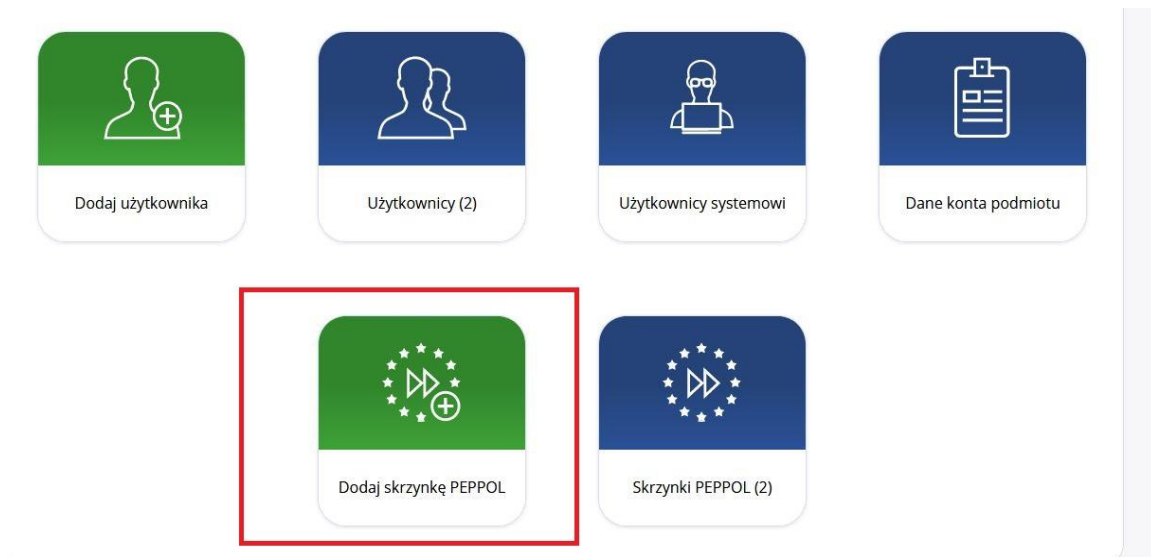 Dodaj użytkownika
Użytkownicy (2)
Użytkownicy systemowi
Dane konta podmiotu
Dodaj skrzynkę PEPPOL
Skrzynki PEPPOL (2)